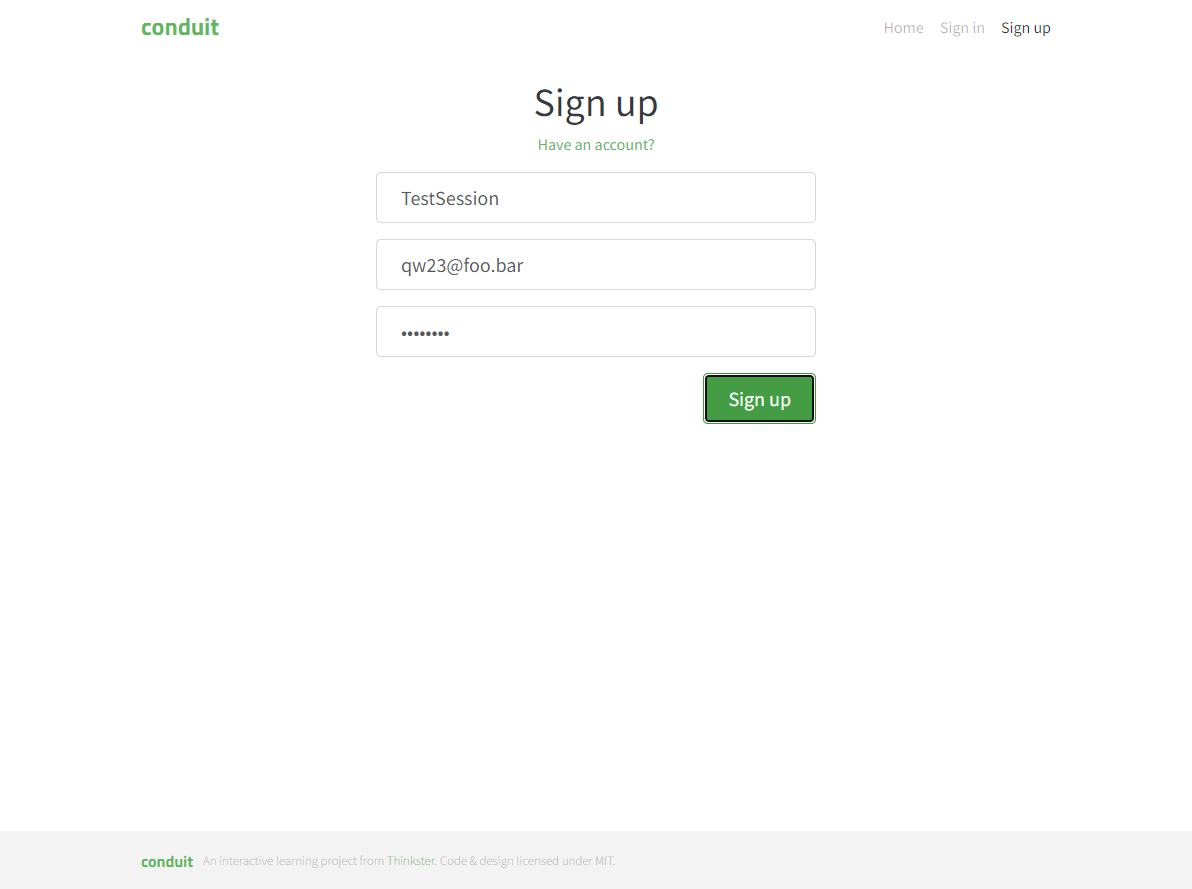 conduit Home Sign in Sign up
Sign up
Have an account?
TestSession
qw23@foo.bar
••••••••
Sign up
conduit An interactive learning project from Thinkster. Code & design licensed under MIT.